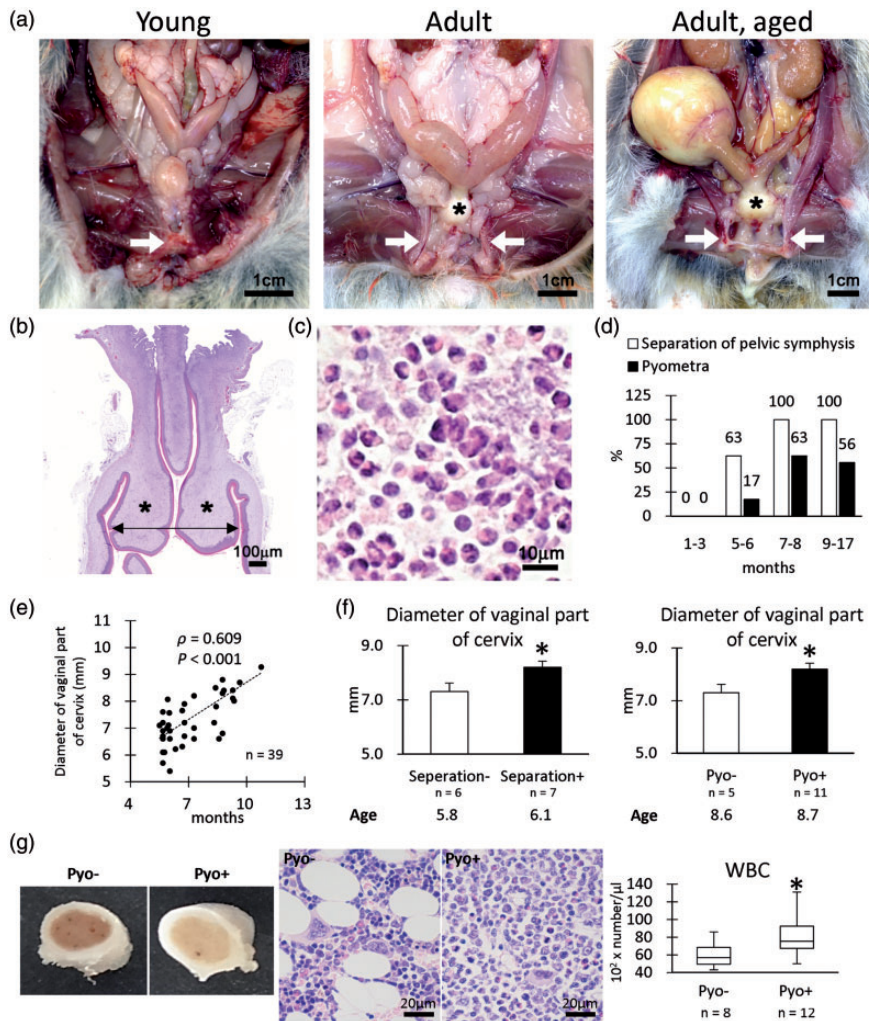 (a)
Young
Adult
Adult, aged
*
*
1cm
1cm
1cm
(b)
(c)
(d)
Separation of pelvic symphysis
Pyometra
* *
100μm
10μm
%
125
100
75
50
25
0
0 0
63
17
100
63
100
56
1-3 5-6 7-8 9-17
months
(e)
Diameter of vaginal part
of cervix (mm)
11
10
9
8
7
6
5
ρ = 0.609
P < 0.001
n = 39
4 7 10 13
months
(f)
Diameter of vaginal part
of cervix
mm
9.0
7.0
5.0
*
Seperation- Separation+
n = 6 n = 7
Age 5.8 6.1
Diameter of vaginal part
of cervix
mm
9.0
7.0
5.0
*
Pyo- Pyo+
n = 5 n = 11
Age 8.6 8.7
(g)
Pyo- Pyo+
Pyo- Pyo+
20μm 20μm
WBC
10² x number/μl
140
120
100
80
60
40
*
Pyo- Pyo+
n = 8 n = 12